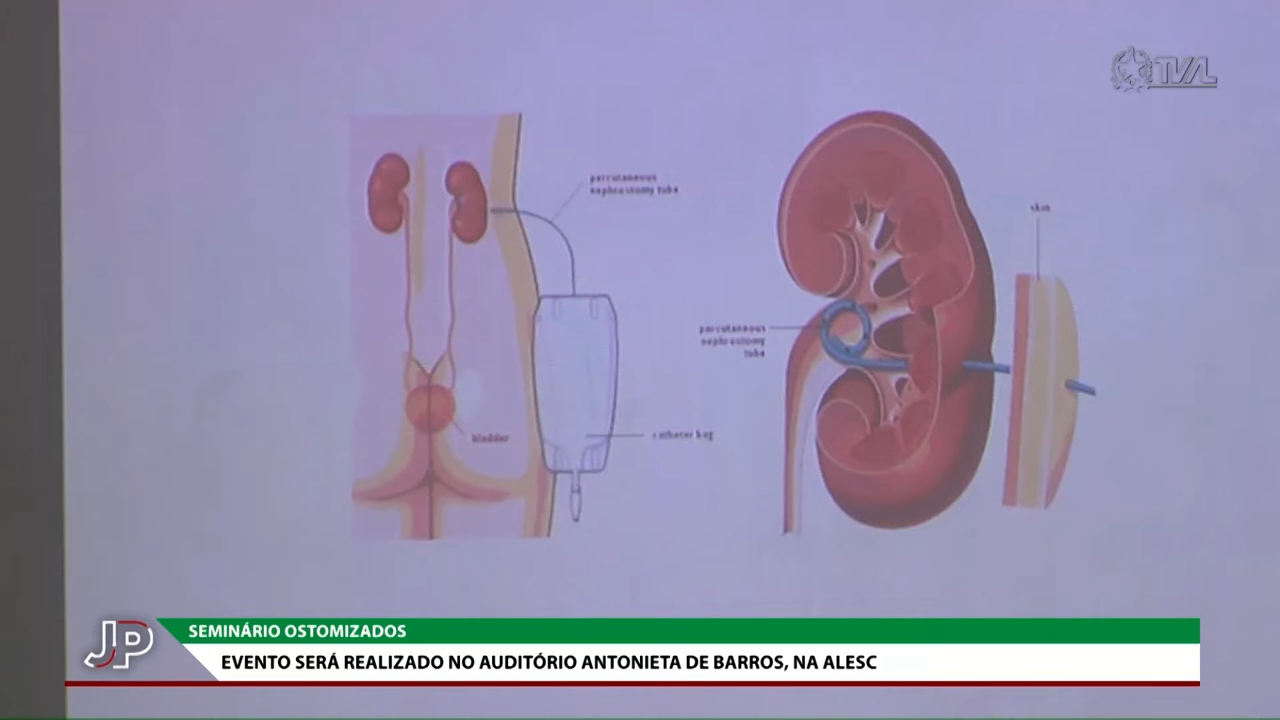 TVAL
percutaneous
nephrostomy tube
skin
percutaneous
nephrostomy
tube
catheter bag
bladder
JP
SEMINÁRIO OSTOMIZADOS
EVENTO SERÁ REALIZADO NO AUDITÓRIO ANTONIETA DE BARROS, NA ALESC